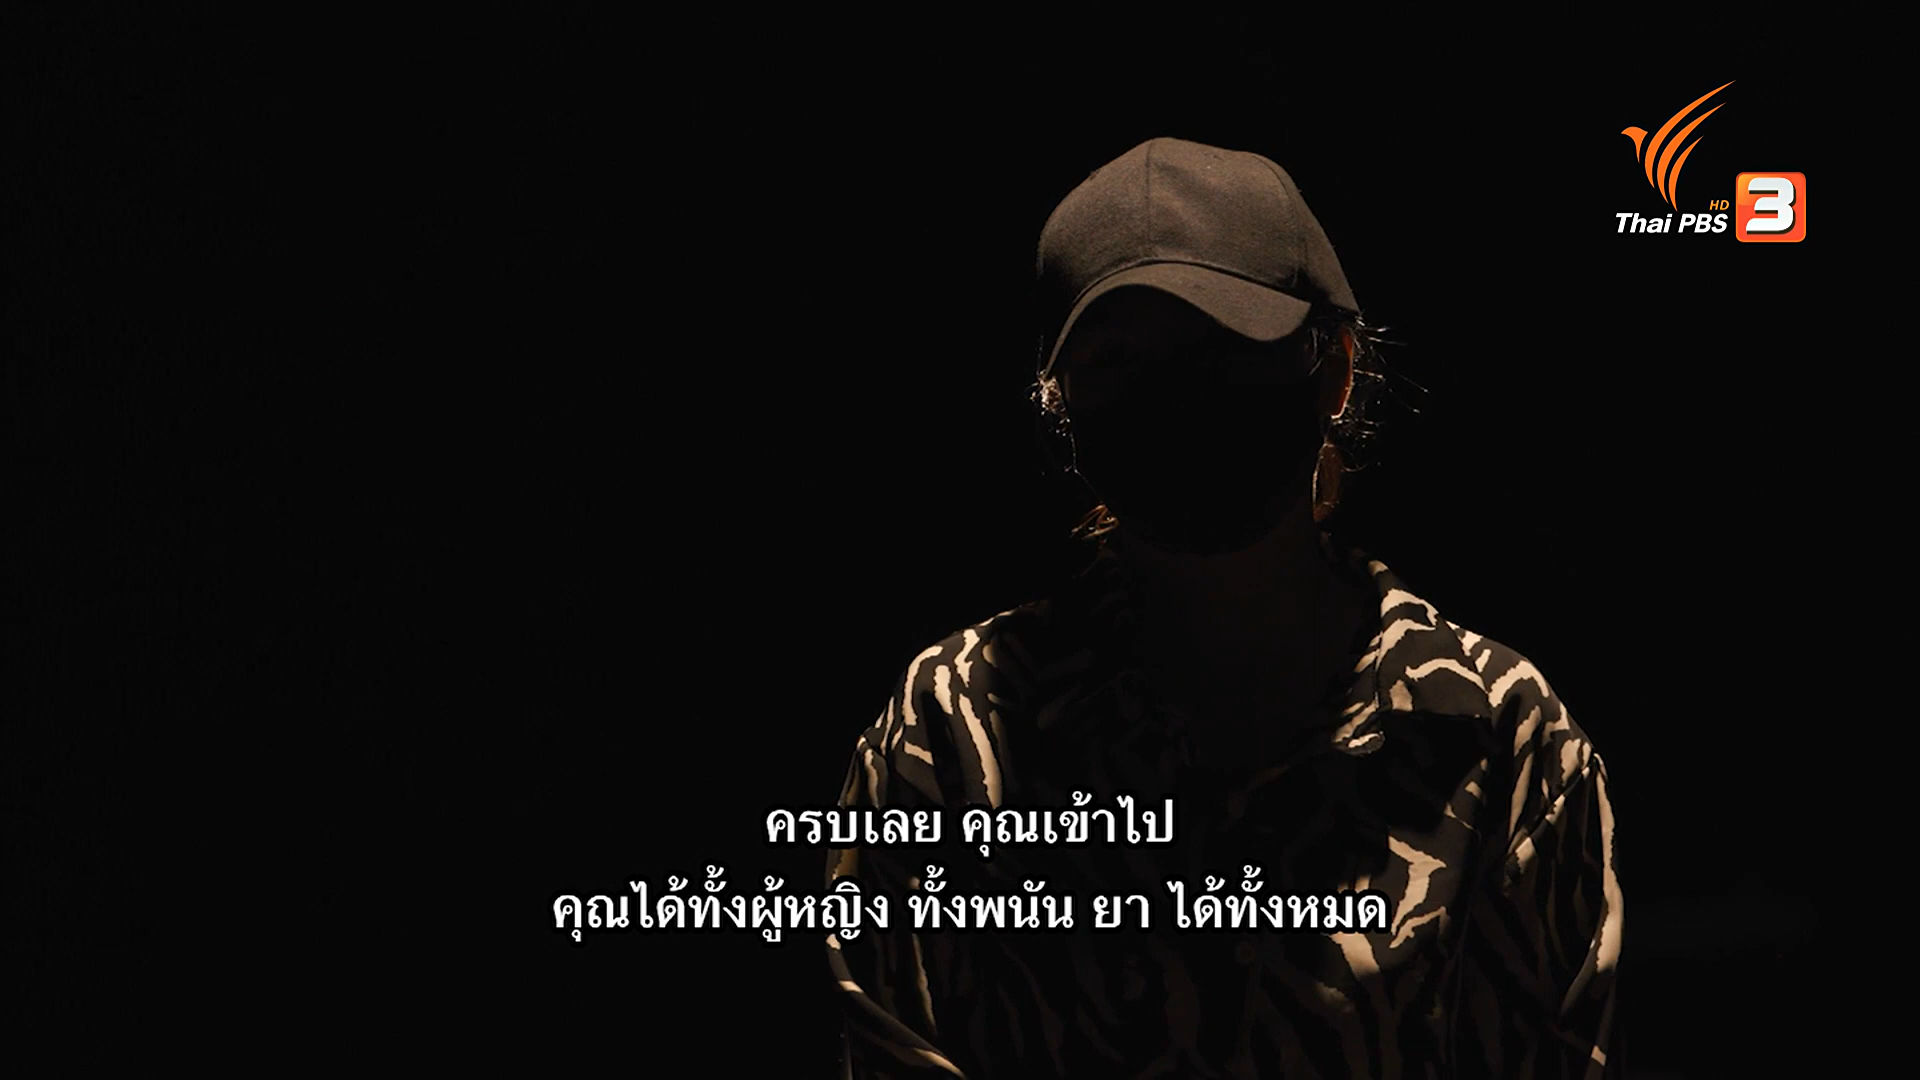 HD
Thai PBS 3
ครบเลย คุณเข้าไป
คุณได้ทั้งผู้หญิง ทั้งพนัน ยา ได้ทั้งหมด